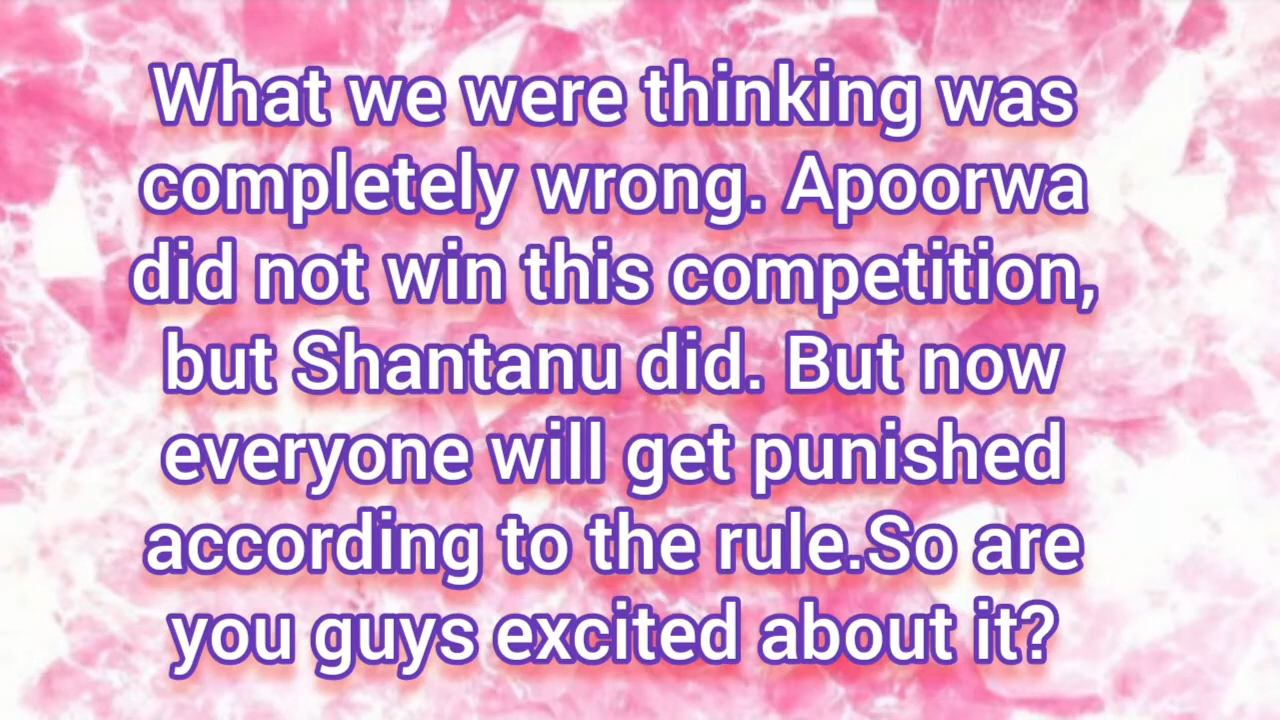 What we were thinking was
completely wrong. Apoorwa
did not win this competition,
but Shantanu did. But now
everyone will get punished
according to the rule.So are
you guys excited about it?